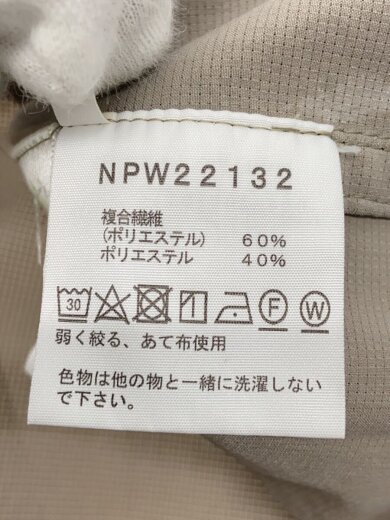 NPW22132
複合繊維
(ポリエステル) 60%
ポリエステル 40%
30 F W
弱く絞る、あて布使用
色物は他の物と一緒に洗濯しない
で下さい。